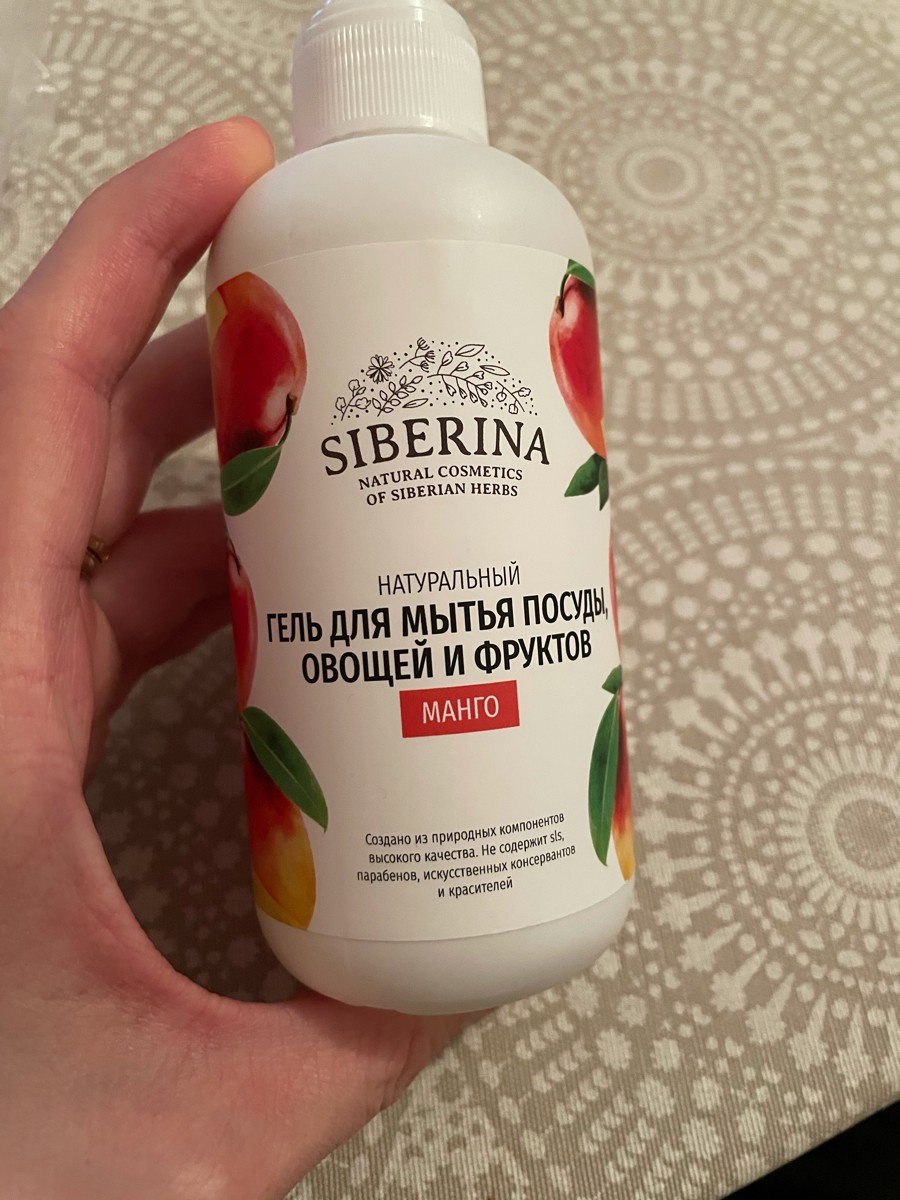 SIBERINA
NATURAL COSMETICS
OF SIBERIAN HERBS
НАТУРАЛЬНЫЙ
ГЕЛЬ ДЛЯ МЫТЬЯ ПОСУДЫ,
ОВОЩЕЙ И ФРУКТОВ
МАНГО
Создано из природных компонентов
высокого качества. Не содержит sls,
парабенов, искусственных консервантов
и красителей